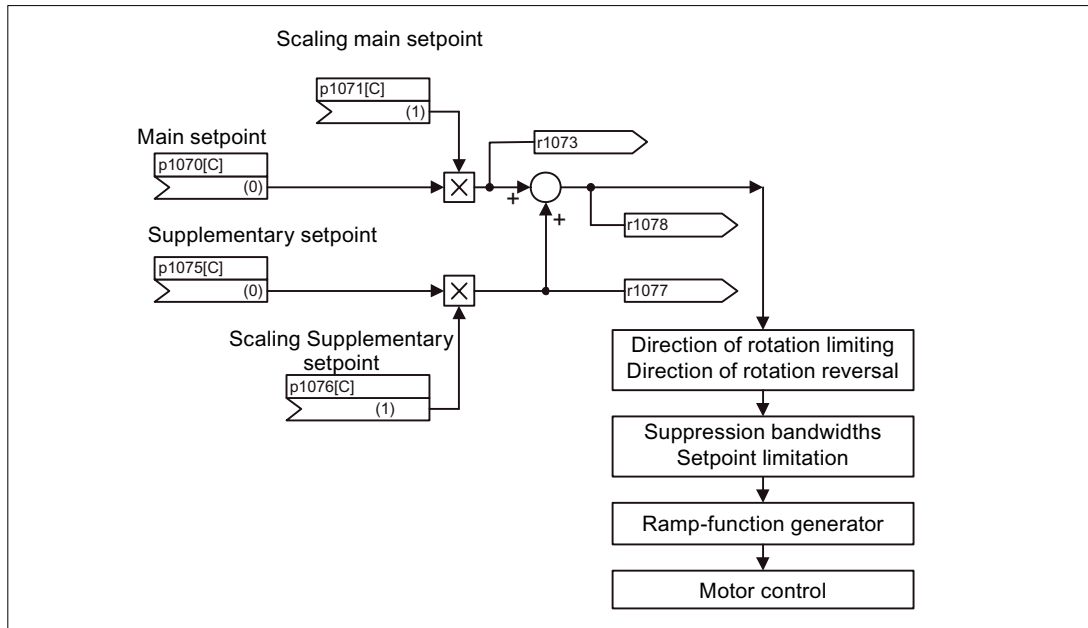 Scaling main setpoint
p1071[C]
(1)
Main setpoint
p1070[C]
(0)
r1073
+
+
r1078
Supplementary setpoint
p1075[C]
(0)
r1077
Scaling Supplementary
setpoint
p1076[C]
(1)
Direction of rotation limiting
Direction of rotation reversal
Suppression bandwidths
Setpoint limitation
Ramp-function generator
Motor control